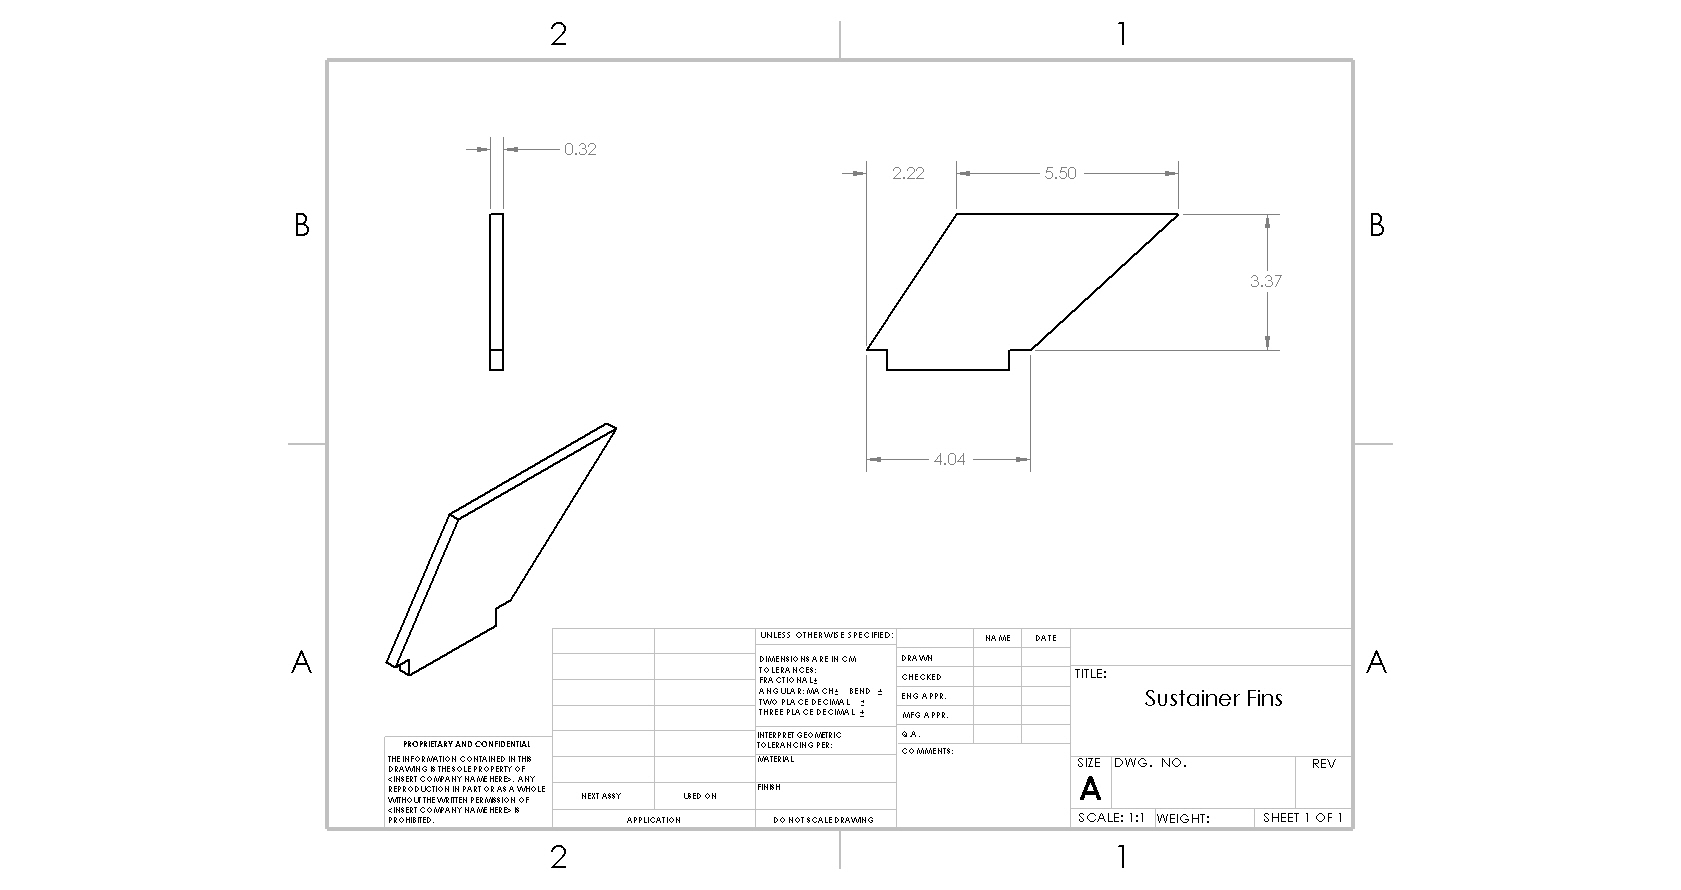 2 1
0.32
2.22 5.50
B B
3.37
4.04
A A
UNLESS OTHERWISE SPECIFIED:
DIMENSIONS ARE IN CM
TOLERANCES:
FRACTIONAL±
ANGULAR: MACH± BEND ±
TWO PLACE DECIMAL ±
THREE PLACE DECIMAL ±
INTERPRET GEOMETRIC
TOLERANCING PER:
MATERIAL
FINISH
DO NOT SCALE DRAWING
NAME DATE
DRAWN
CHECKED
ENG APPR.
MFG APPR.
Q.A.
COMMENTS:
TITLE:
Sustainer Fins
SIZE DWG. NO. REV
A
SCALE: 1:1 WEIGHT: SHEET 1 OF 1
PROPRIETARY AND CONFIDENTIAL
THE INFORMATION CONTAINED IN THIS
DRAWING IS THE SOLE PROPERTY OF
<INSERT COMPANY NAME HERE>. ANY
REPRODUCTION IN PART OR AS A WHOLE
WITHOUT THE WRITTEN PERMISSION OF
<INSERT COMPANY NAME HERE> IS
PROHIBITED.
NEXT ASSY USED ON
APPLICATION
2 1